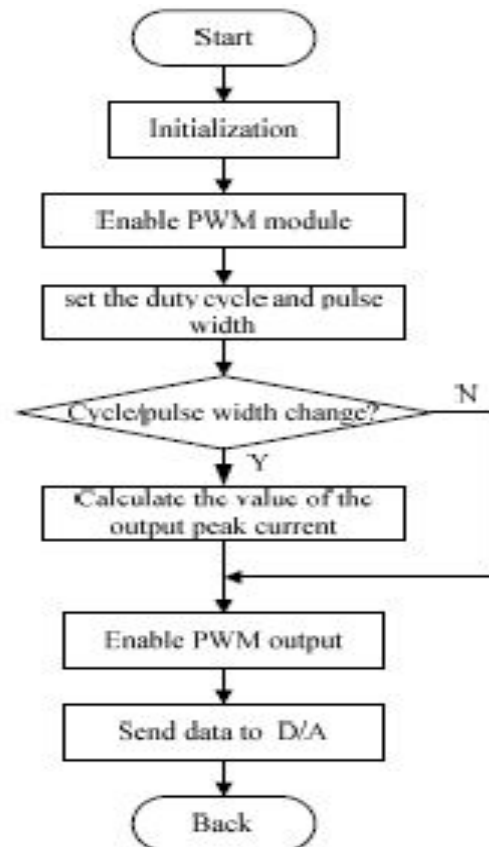 Start
Initialization
Enable PWM module
set the duty cycle and pulse
width
Cycle/pulse width change?
N
Y
Calculate the value of the
output peak current
Enable PWM output
Send data to D/A
Back